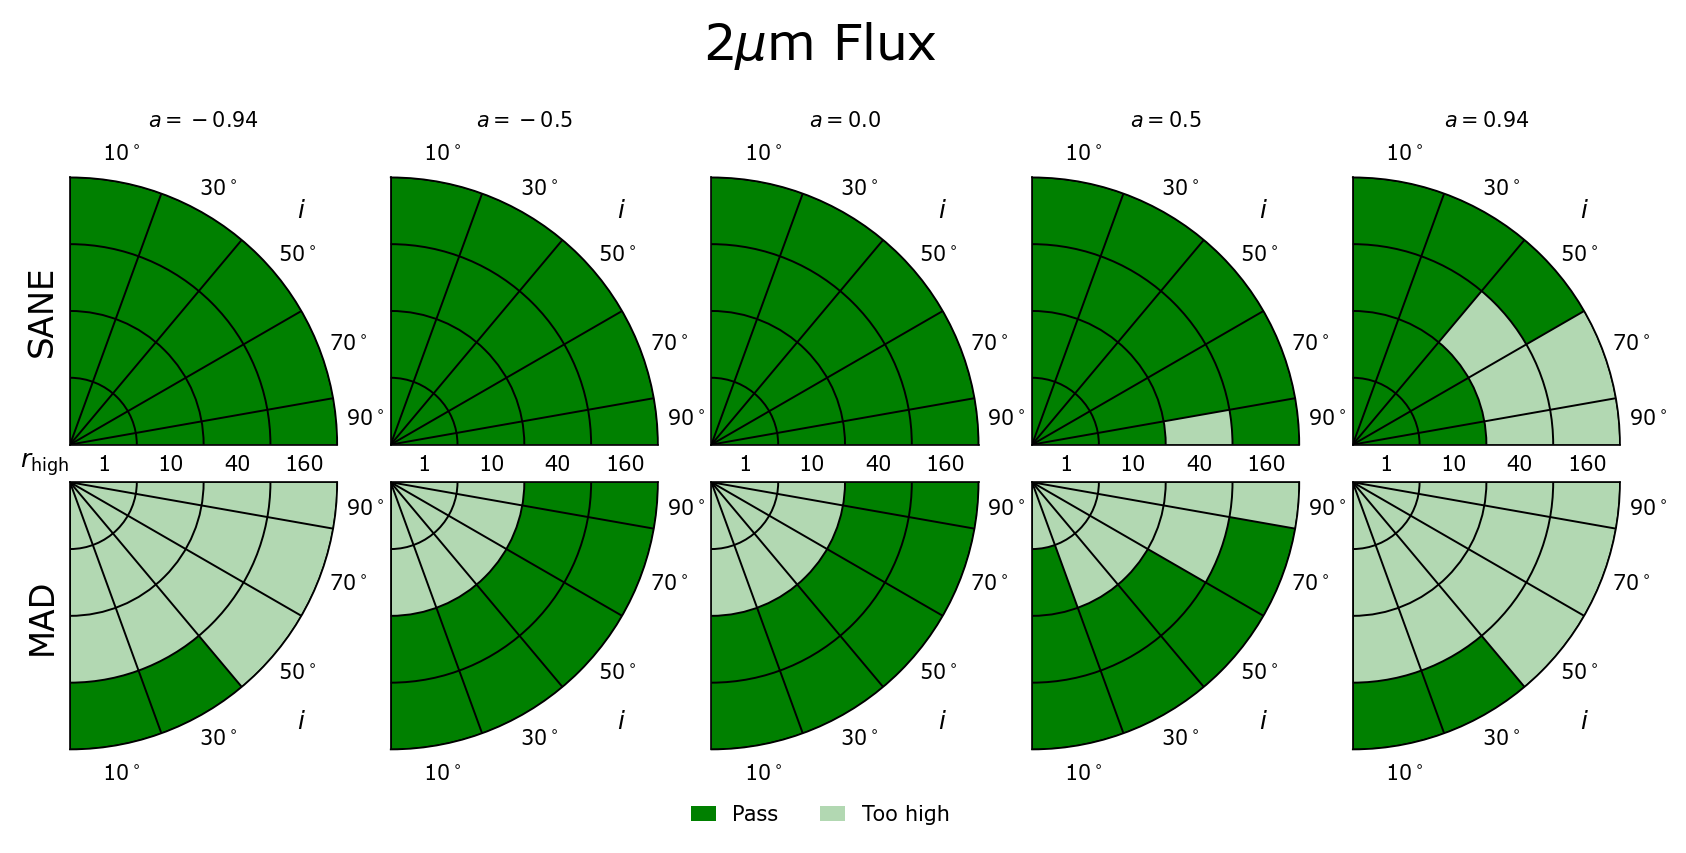 2μm Flux
a = −0.94 a = −0.5 a = 0.0 a = 0.5 a = 0.94
10° 10° 10° 10° 10°
30° 30° 30° 30° 30°
i i i i i
50° 50° 50° 50° 50°
SANE
70° 70° 70° 70° 70°
90° 90° 90° 90° 90°
r_high 1 10 40 160 1 10 40 160 1 10 40 160 1 10 40 160 1 10 40 160
90° 90° 90° 90° 90°
70° 70° 70° 70° 70°
MAD
50° 50° 50° 50° 50°
i i i i i
30° 30° 30° 30° 30°
10° 10° 10° 10° 10°
Pass Too high